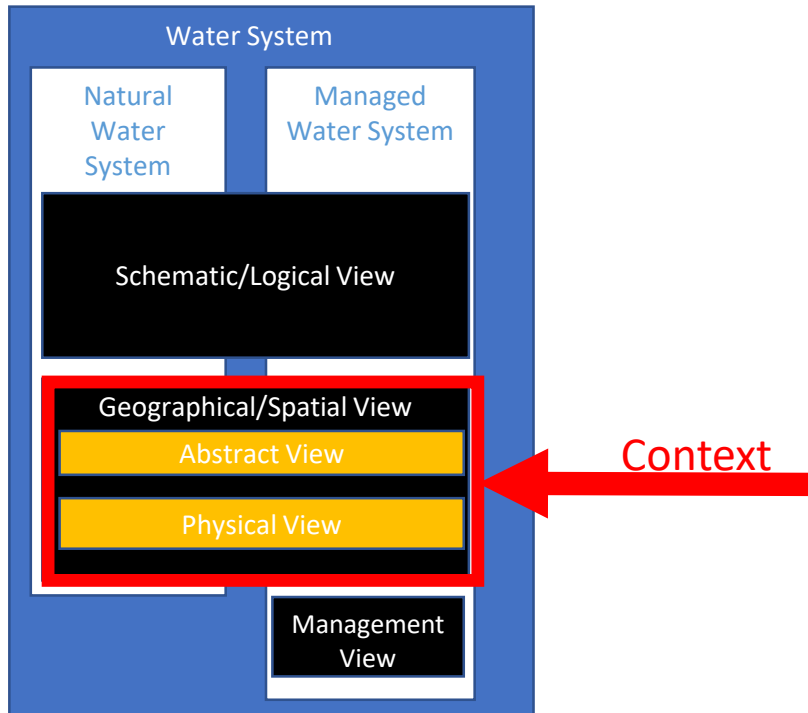 Water System
Natural
Water
System
Managed
Water System
Schematic/Logical View
Geographical/Spatial View
Abstract View
Physical View
Context
Management
View